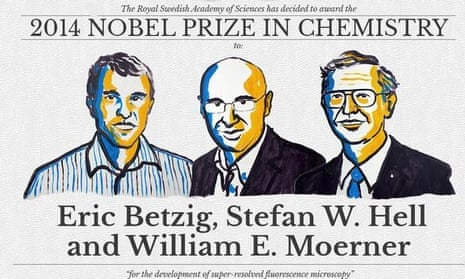 The Royal Swedish Academy of Sciences has decided to award the
2014 NOBEL PRIZE IN CHEMISTRY
to:
Eric Betzig, Stefan W. Hell
and William E. Moerner
"for the development of super-resolved fluorescence microscopy"